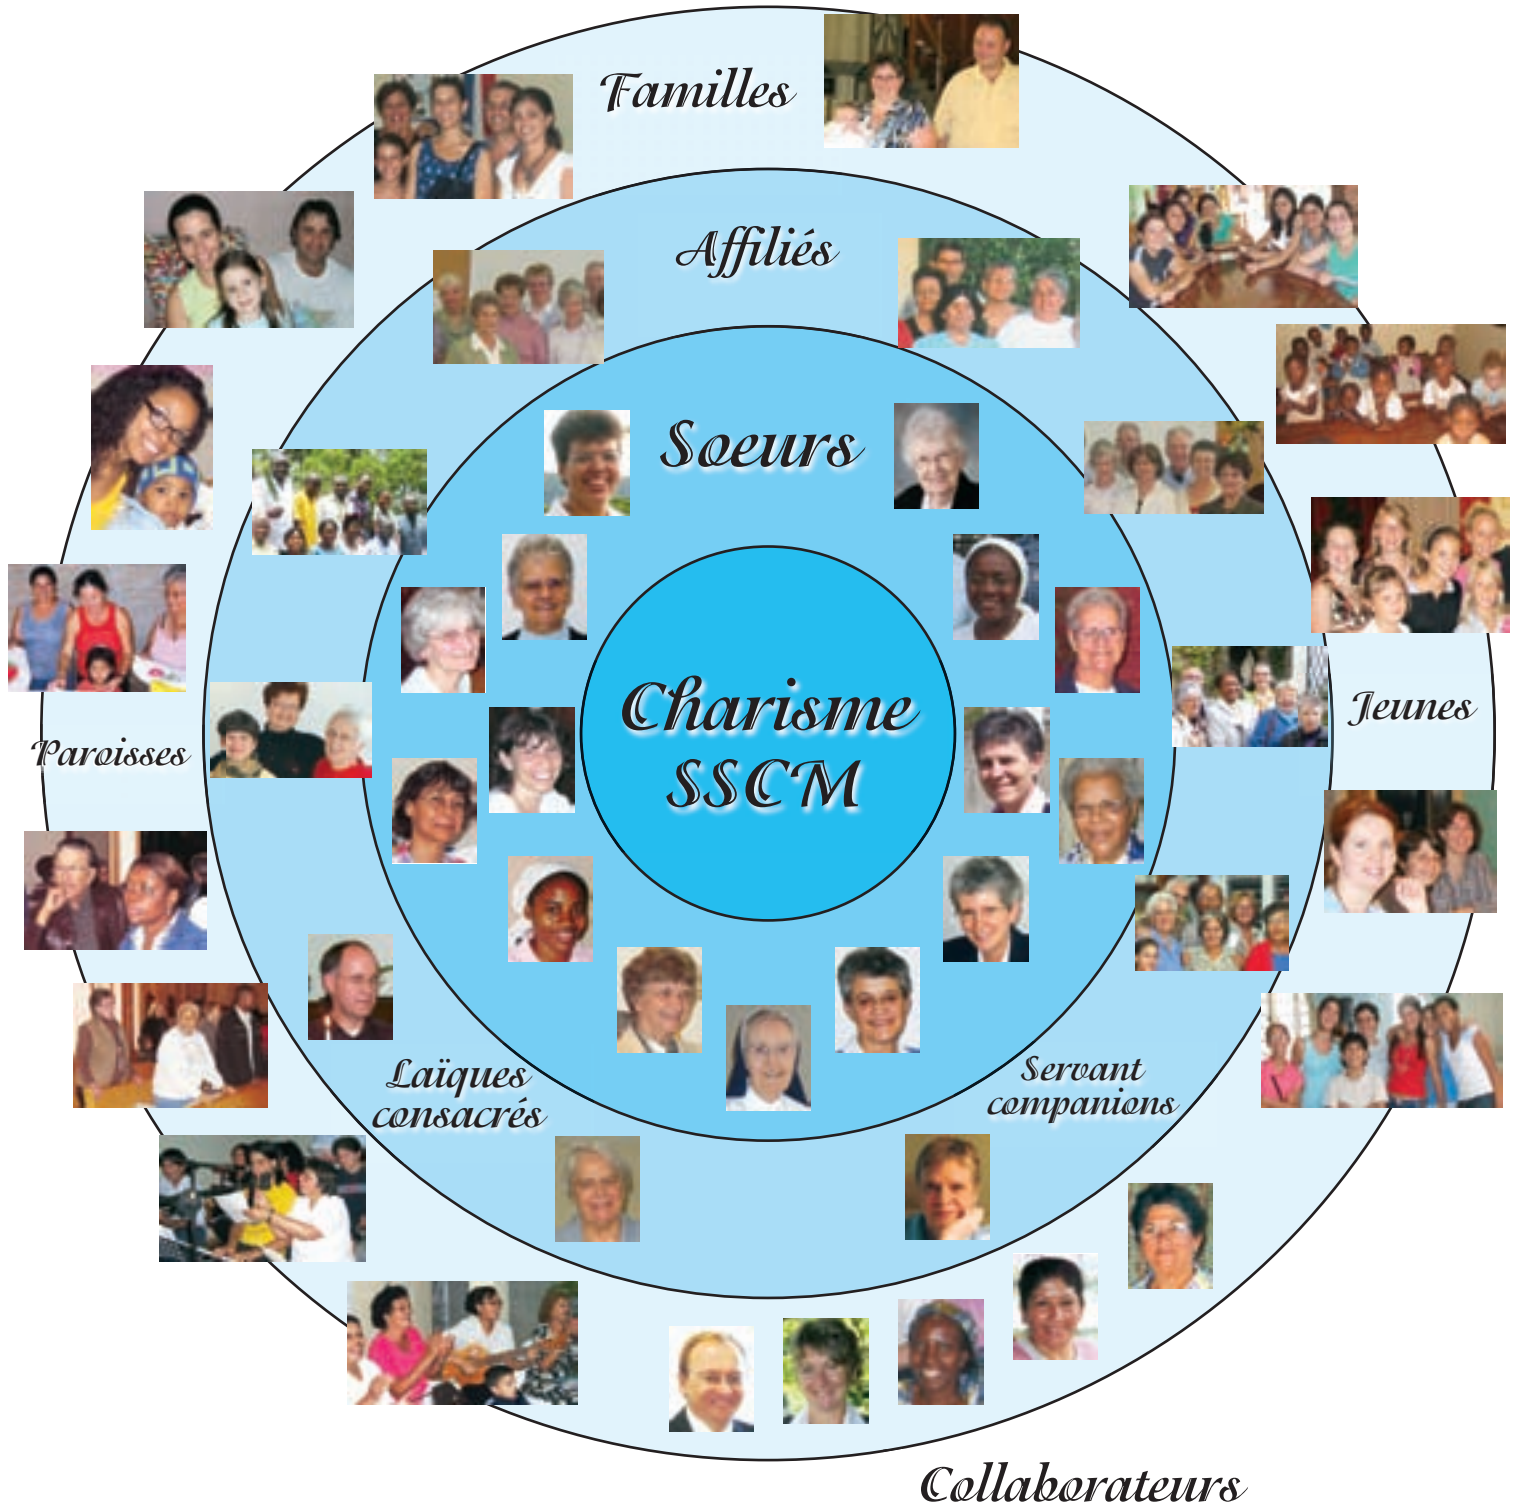 Familles
Affiliés
Soeurs
Charisme
SSCM
Jeunes
Paroisses
Laïques
consacrés
Servant
companions
Collaborateurs